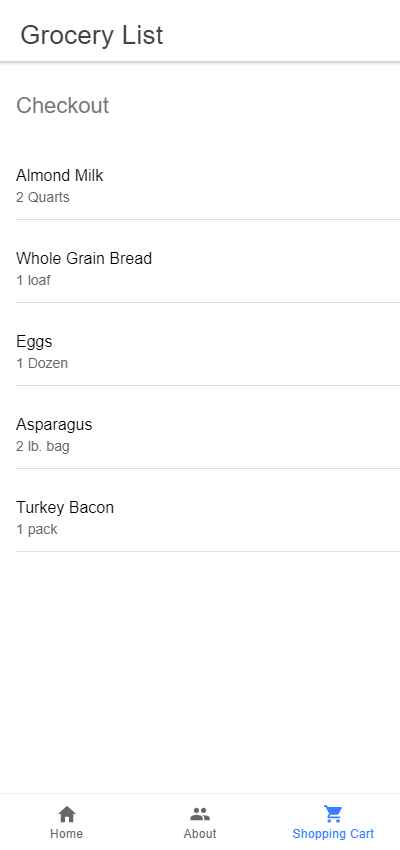 Grocery List
Checkout
Almond Milk
2 Quarts
Whole Grain Bread
1 loaf
Eggs
1 Dozen
Asparagus
2 lb. bag
Turkey Bacon
1 pack
Home
About
Shopping Cart